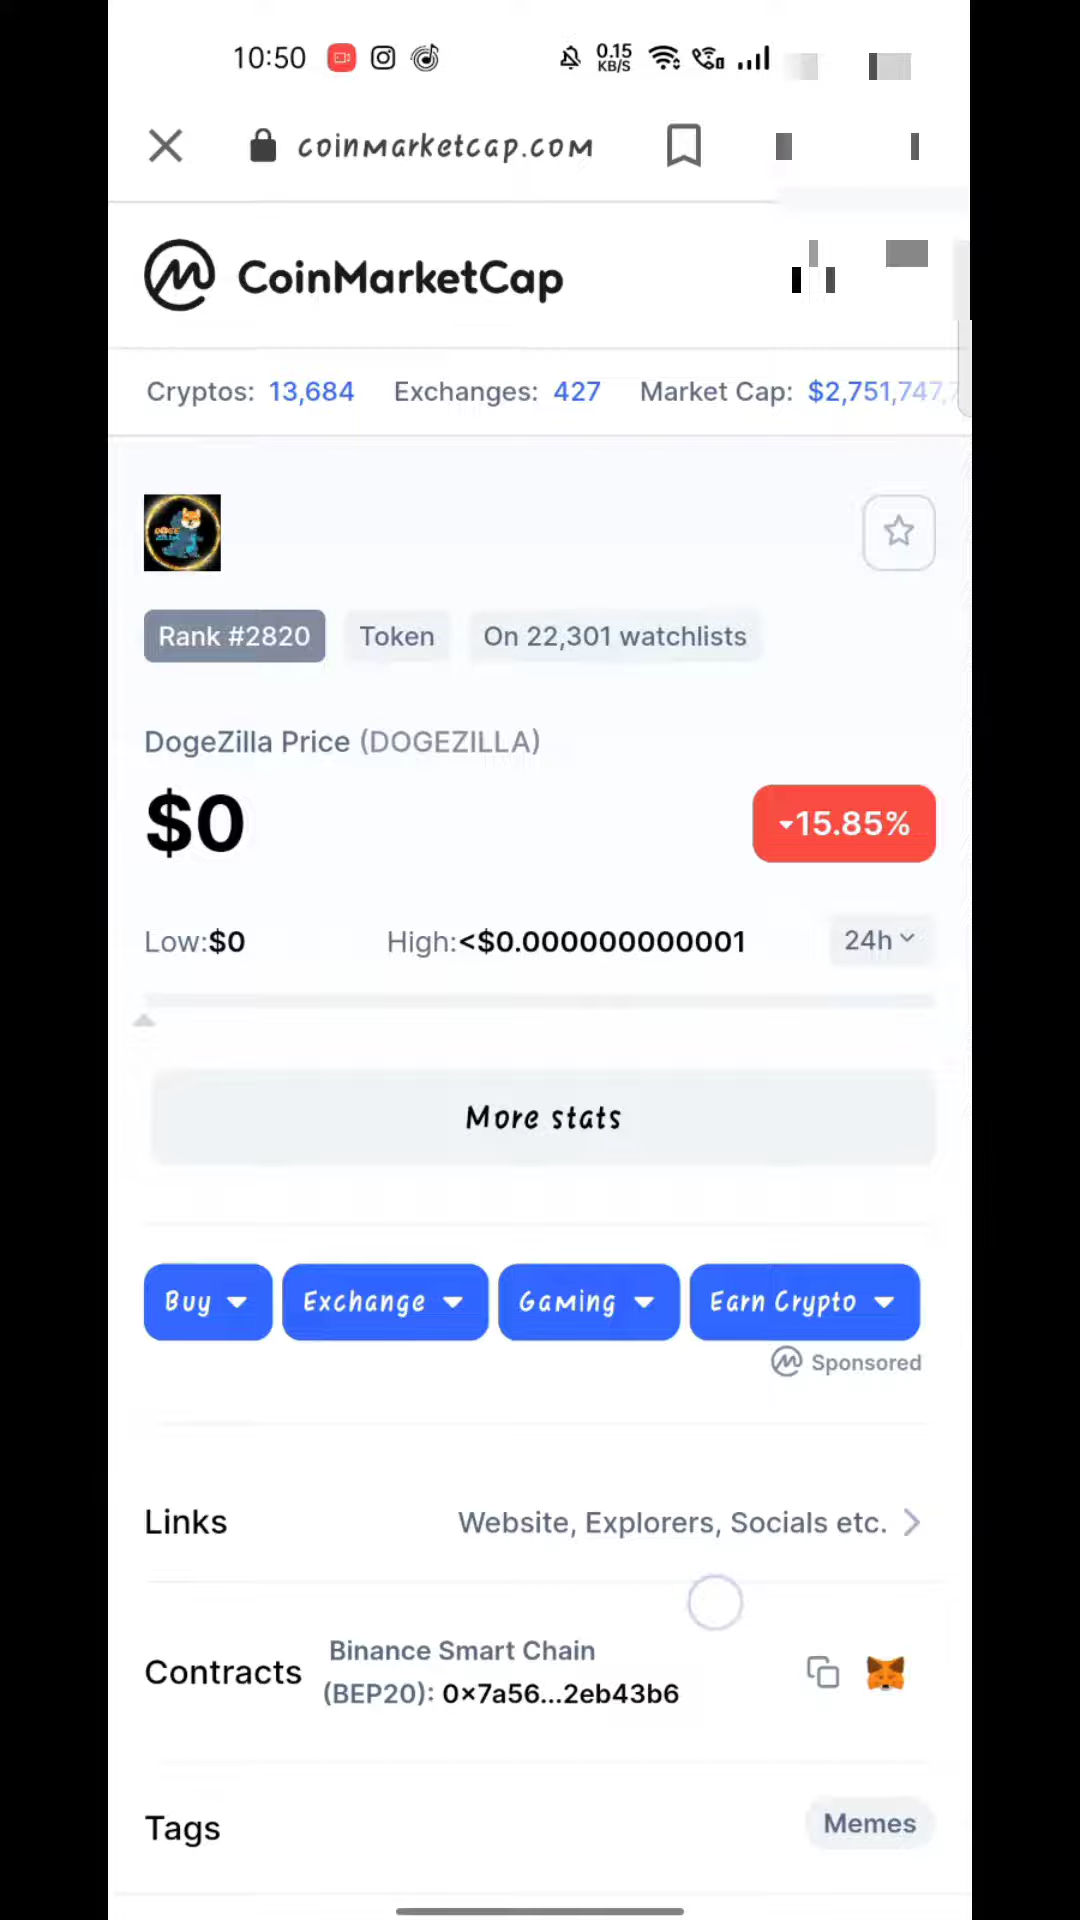 10:50 0.15 KB/S
coinmarketcap.com
CoinMarketCap
Cryptos: 13,684 Exchanges: 427 Market Cap: $2,751,747,7
Rank #2820 Token On 22,301 watchlists
DogeZilla Price (DOGEZILLA)
$0 15.85%
Low:$0 High:<$0.000000000001 24h
More stats
Buy Exchange Gaming Earn Crypto
Sponsored
Links Website, Explorers, Socials etc.
Contracts Binance Smart Chain
(BEP20): 0x7a56...2eb43b6
Tags Memes